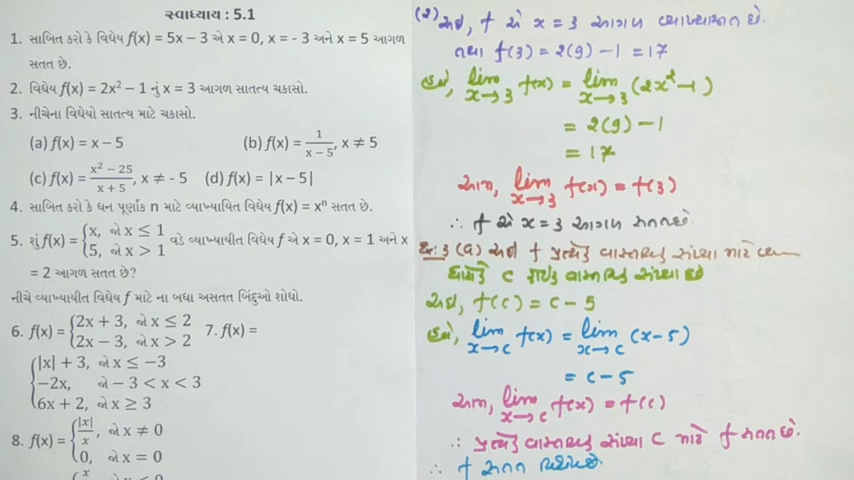 સ્વાધ્યાય : 5.1
1. સાબિત કરો કે વિધેય f(x) = 5x – 3 એ x = 0, x = - 3 અને x = 5 આગળ
સતત છે.
2. વિધેય f(x) = 2x² – 1 નું x = 3 આગળ સાતત્ય ચકાસો.
3. નીચેના વિધેયો સાતત્ય માટે ચકાસો.
(a) f(x) = x – 5 (b) f(x) = 1/(x – 5), x ≠ 5
(c) f(x) = (x² – 25)/(x + 5), x ≠ - 5 (d) f(x) = |x – 5|
4. સાબિત કરો કે ધન પૂર્ણાંક n માટે વ્યાખ્યાયિત વિધેય f(x) = xⁿ સતત છે.
5. શું f(x) = {x, જો x ≤ 1
5, જો x > 1 વડે વ્યાખ્યાયીત વિધેય f એ x = 0, x = 1 અને x
= 2 આગળ સતત છે?
નીચે વ્યાખ્યાયીત વિધેય f માટે ના બધા અસતત બિંદુઓ શોધો.
6. f(x) = {2x + 3, જો x ≤ 2
2x – 3, જો x > 2 7. f(x) =
{|x| + 3, જો x ≤ −3
−2x, જો − 3 < x < 3
6x + 2, જો x ≥ 3
8. f(x) = {|x|/x, જો x ≠ 0
0, જો x = 0
(2) અહીં, f એ x = 3 આગળ વ્યાખ્યાયિત છે.
તથા f(3) = 2(9) – 1 = 17
હવે, lim x→3 f(x) = lim x→3 (2x² – 1)
= 2(9) – 1
= 17
આમ, lim x→3 f(x) = f(3)
∴ f એ x = 3 આગળ સતત છે
3 (a) અહીં f પ્રત્યેક વાસ્તવિક સંખ્યા માટે
ધારોકે c કોઈક વાસ્તવિક સંખ્યા છે
અહીં, f(c) = c – 5
હવે, lim x→c f(x) = lim x→c (x – 5)
= c – 5
આમ, lim x→c f(x) = f(c)
∴ પ્રત્યેક વાસ્તવિક સંખ્યા c માટે f સતત છે.
∴ f સતત વિધેય છે.